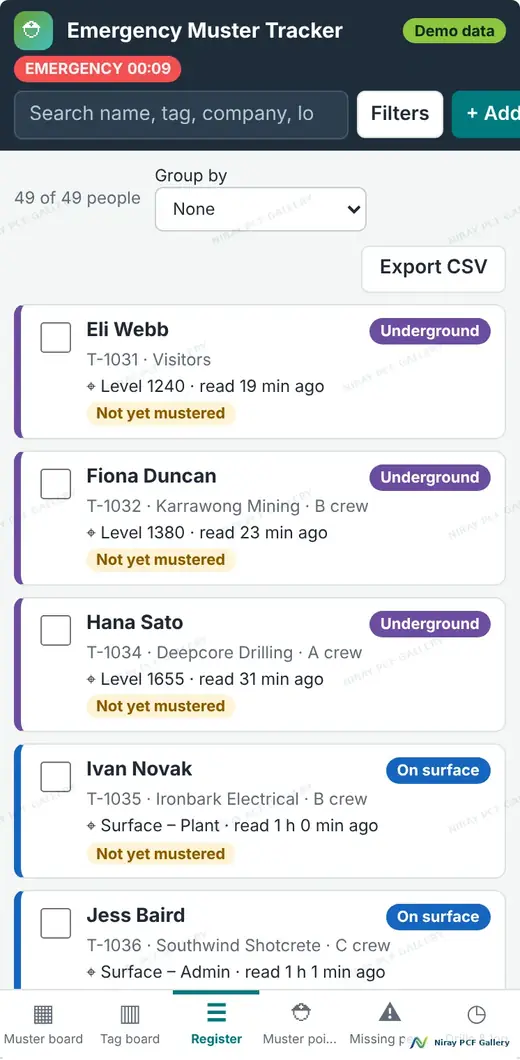 Emergency Muster Tracker
Demo data
EMERGENCY 00:09
Search name, tag, company, lo
Filters
+ Add
Group by
49 of 49 people
None
Export CSV
Eli Webb
Underground
T-1031 · Visitors
⌖ Level 1240 · read 19 min ago
Not yet mustered
Fiona Duncan
Underground
T-1032 · Karrawong Mining · B crew
⌖ Level 1380 · read 23 min ago
Not yet mustered
Hana Sato
Underground
T-1034 · Deepcore Drilling · A crew
⌖ Level 1655 · read 31 min ago
Not yet mustered
Ivan Novak
On surface
T-1035 · Ironbark Electrical · B crew
⌖ Surface – Plant · read 1 h 0 min ago
Not yet mustered
Jess Baird
On surface
T-1036 · Southwind Shotcrete · C crew
⌖ Surface – Admin · read 1 h 1 min ago
Muster board
Tag board
Register
Muster poi...
Missing
Niray PCF Gallery
NIRAY PCF GALLERY